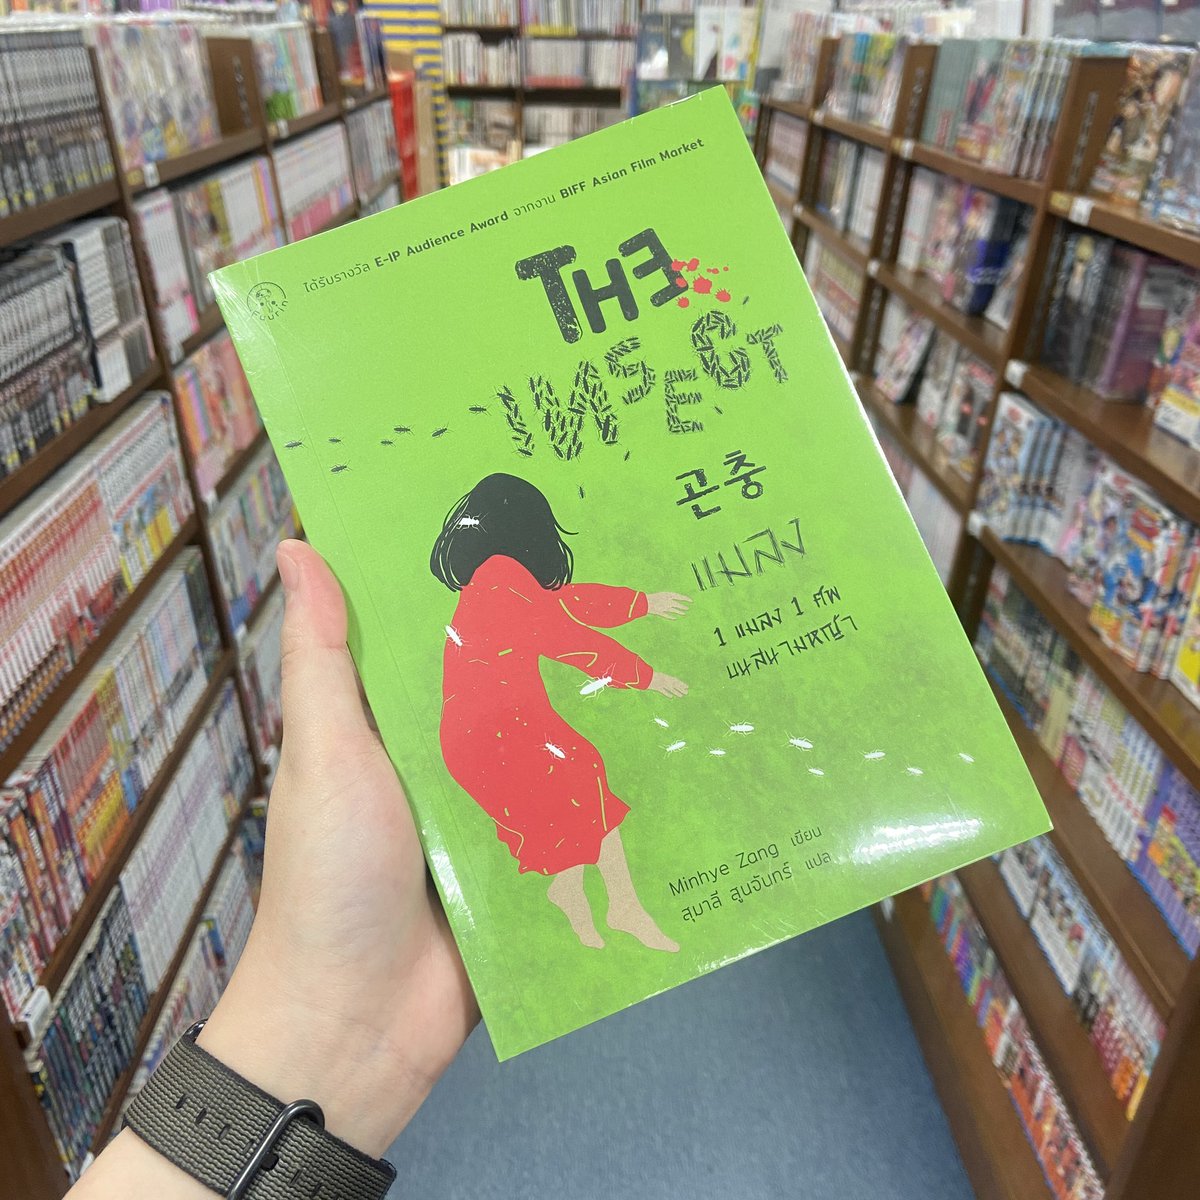 ได้รับรางวัล E-IP Audience Award จากงาน BIFF Asian Film Market
THE
INSECT
곤충
แมลง
1 แมลง 1 ศพ
บนสนามหญ้า
Minhye Zang เขียน
สุมาลี สูนจันทร์ แปล